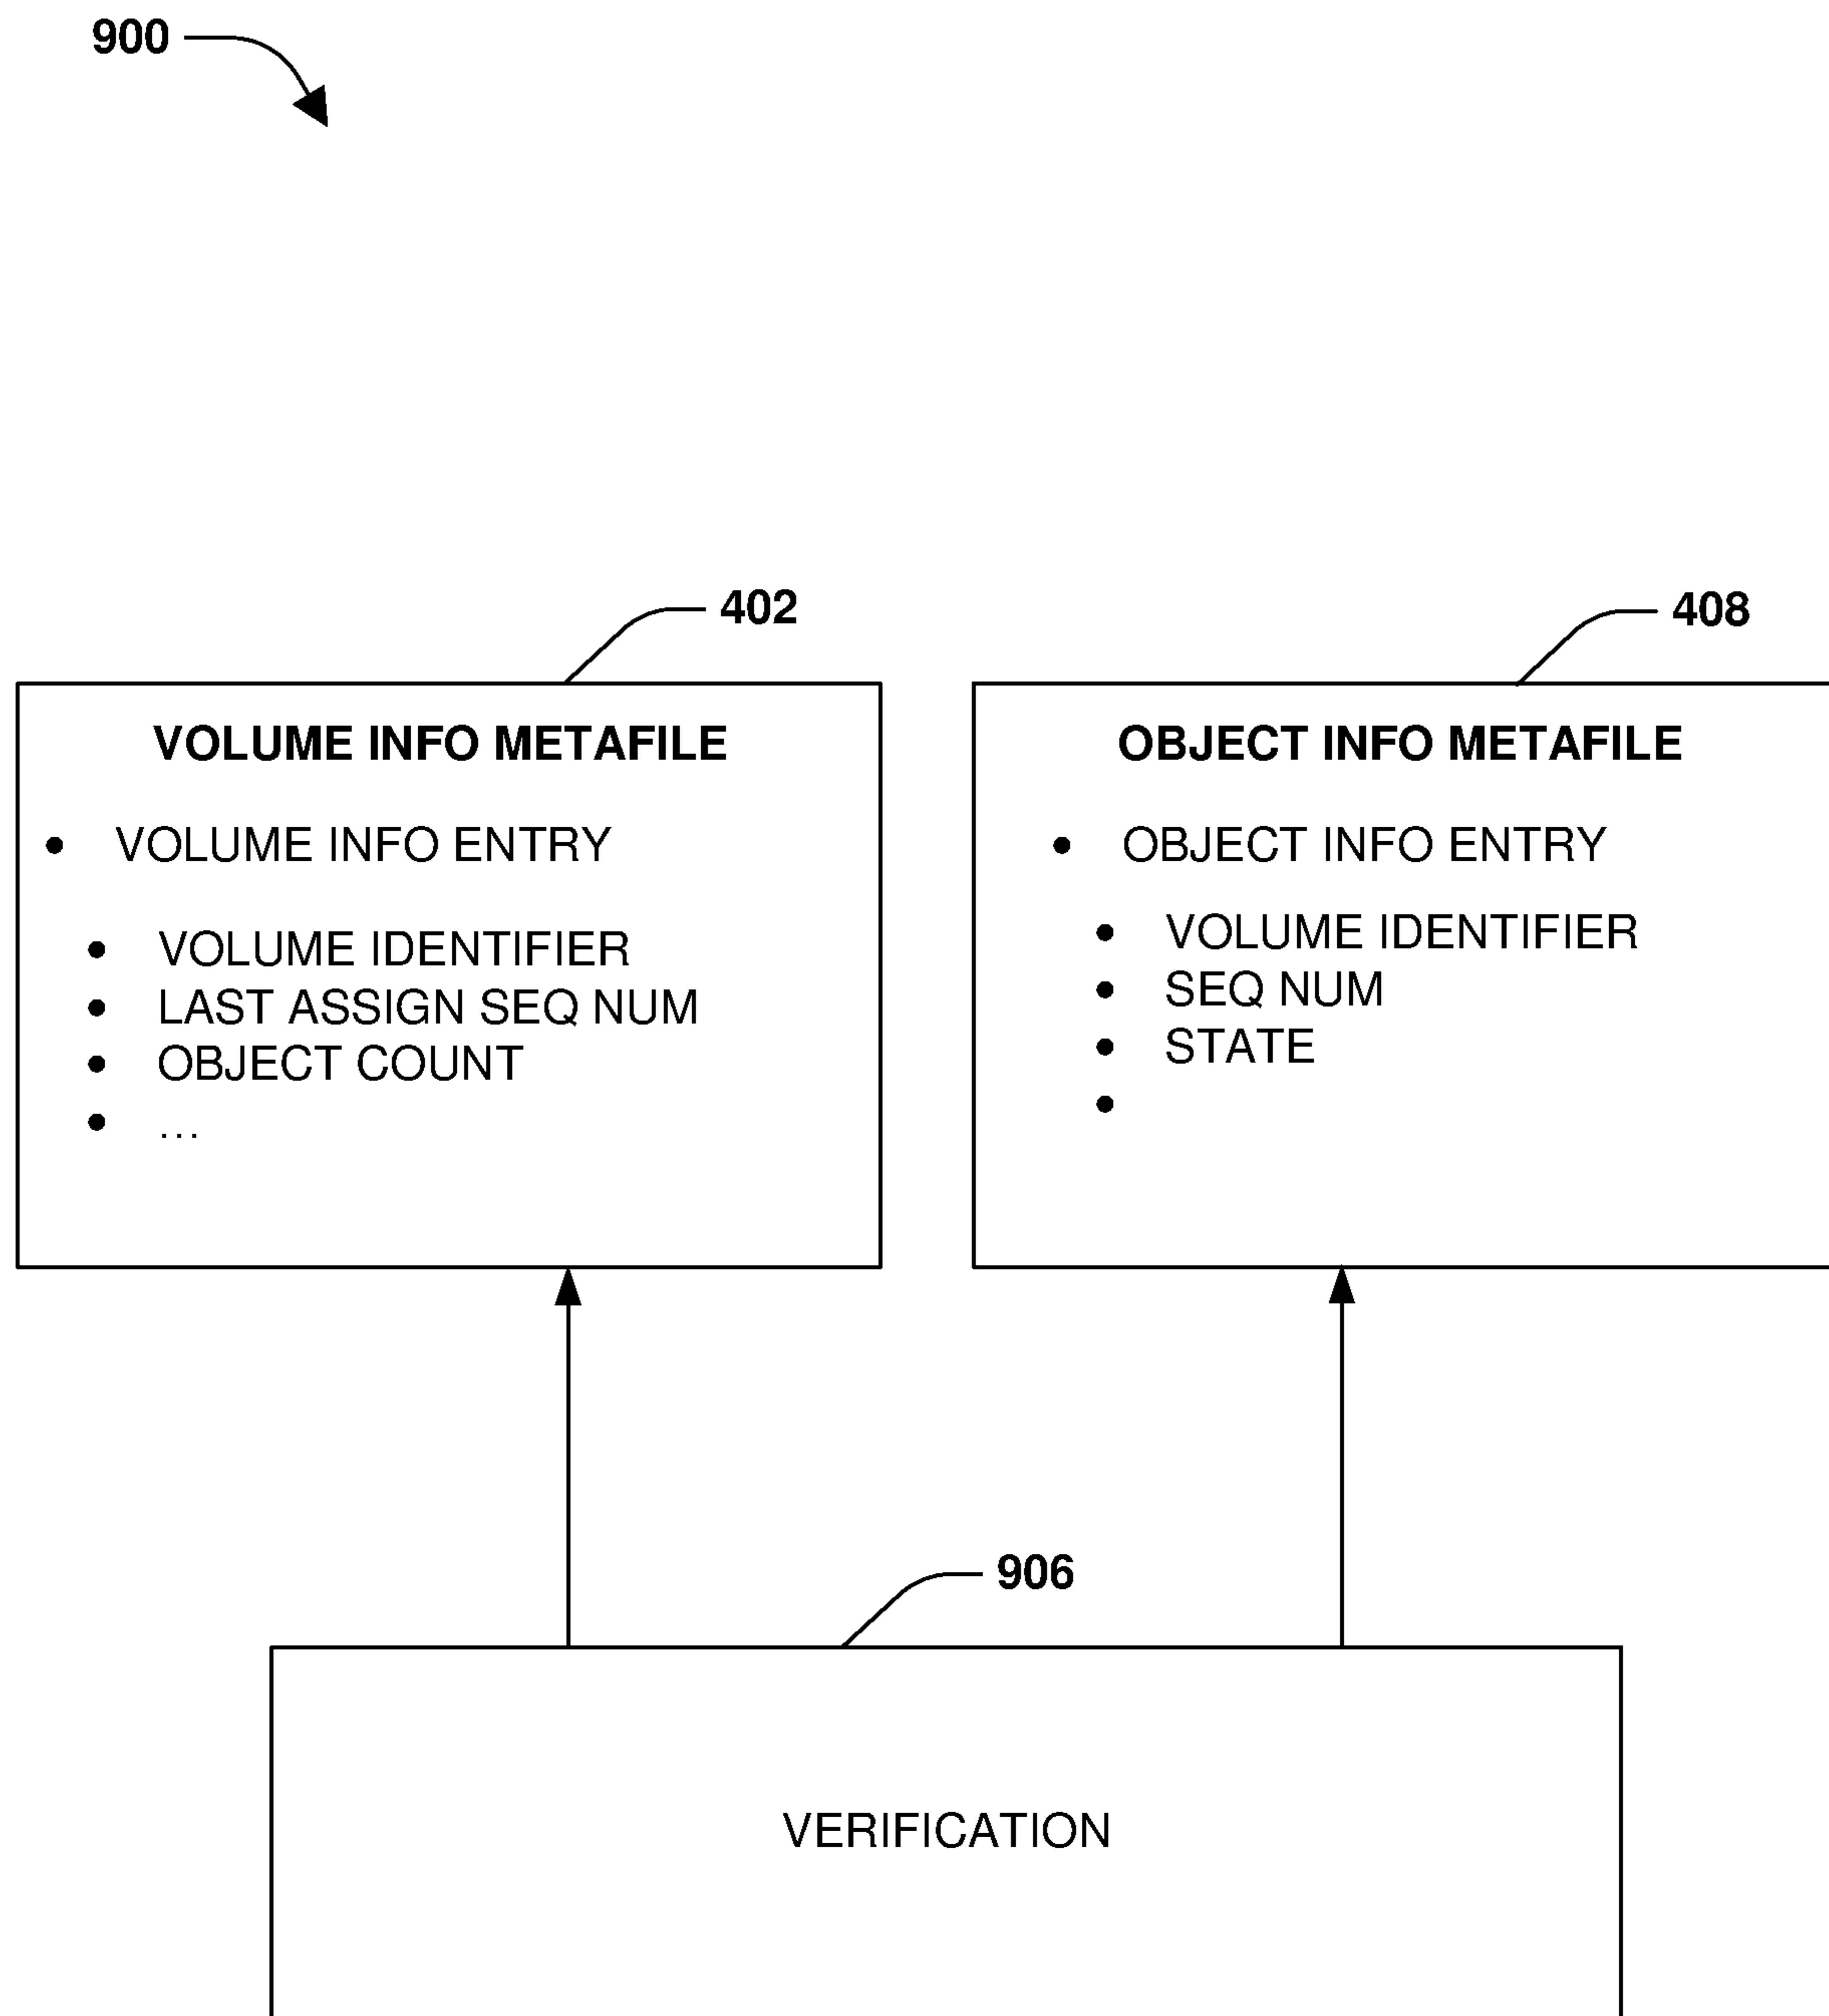 900
402
408
VOLUME INFO METAFILE
• VOLUME INFO ENTRY
• VOLUME IDENTIFIER
• LAST ASSIGN SEQ NUM
• OBJECT COUNT
• ...
OBJECT INFO METAFILE
• OBJECT INFO ENTRY
• VOLUME IDENTIFIER
• SEQ NUM
• STATE
•
906
VERIFICATION